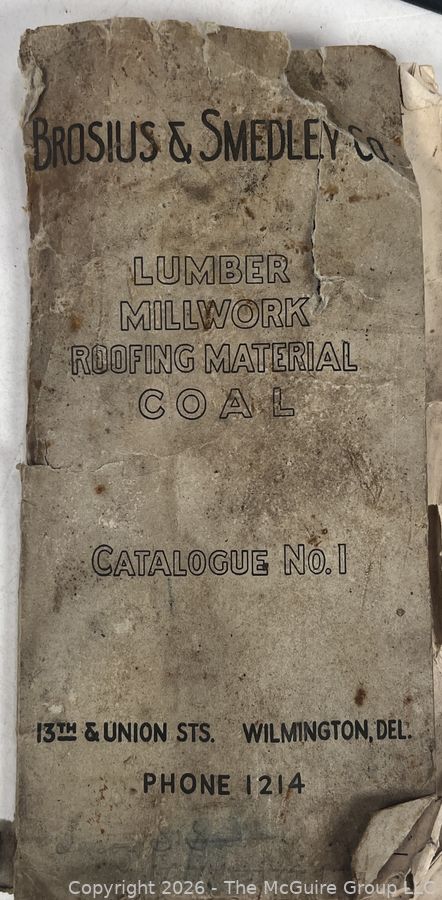 BROSIUS & SMEDLEY CO.
LUMBER
MILLWORK
ROOFING MATERIAL
COAL
CATALOGUE NO. 1
13TH & UNION STS. WILMINGTON, DEL.
PHONE 1214
Copyright 2026 - The McGuire Group LLC